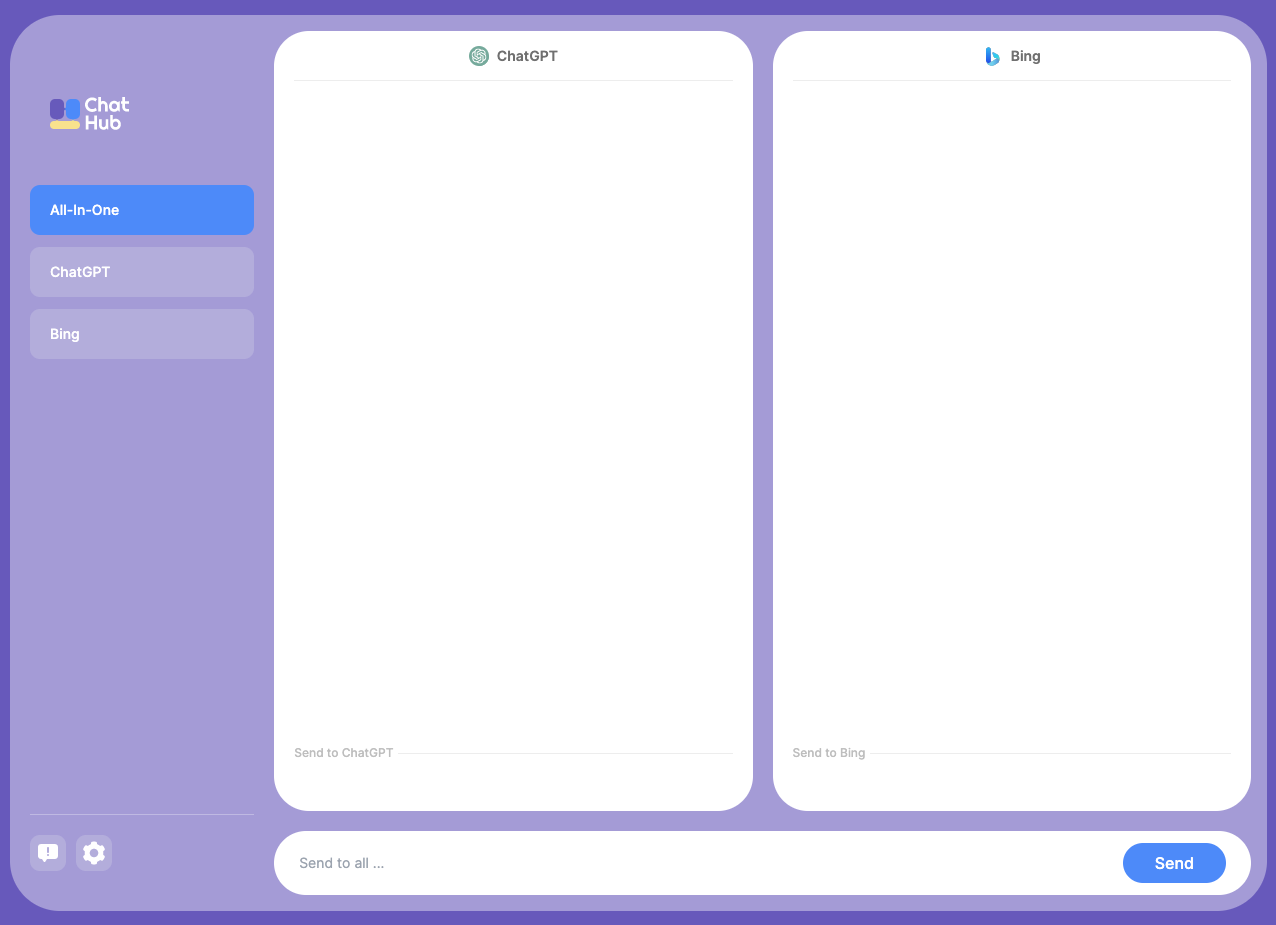 Chat
Hub
All-In-One
ChatGPT
Bing
ChatGPT
Send to ChatGPT
Bing
Send to Bing
Send to all ...
Send